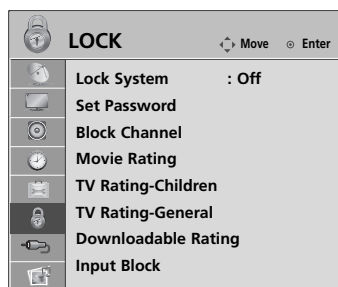 LOCK Move Enter
Lock System : Off
Set Password
Block Channel
Movie Rating
TV Rating-Children
TV Rating-General
Downloadable Rating
Input Block